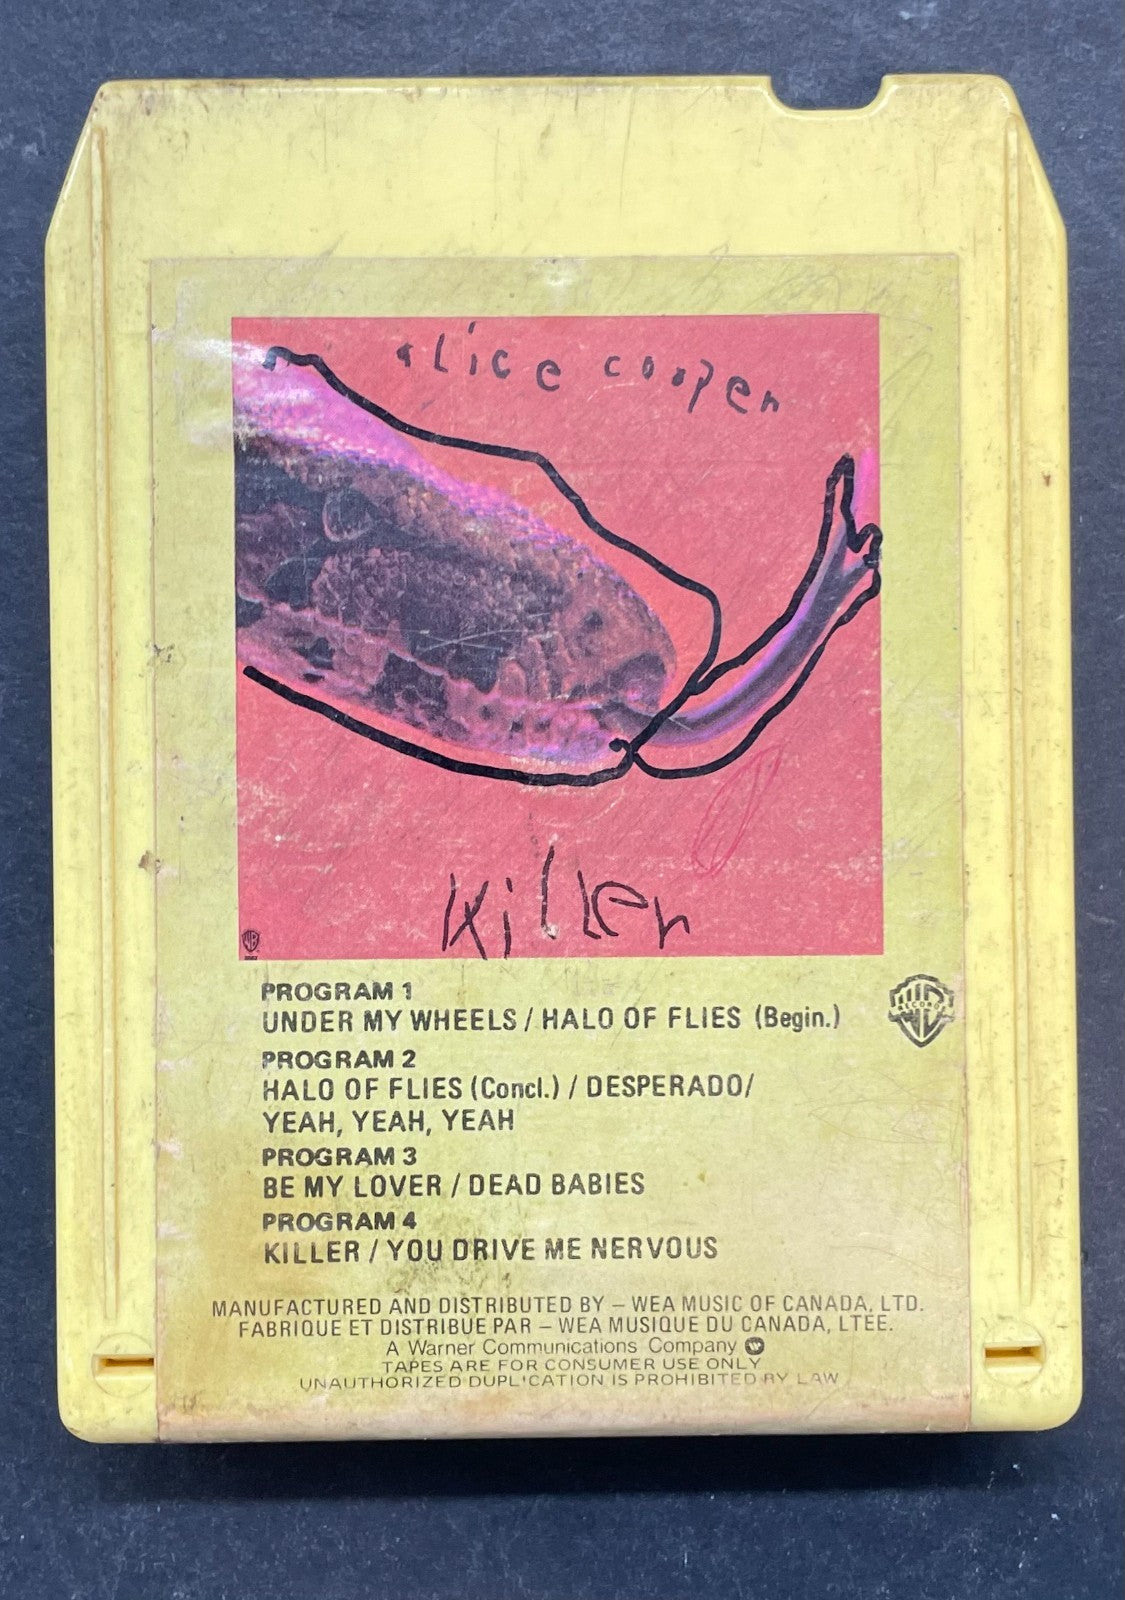 alice cooper
killer
PROGRAM 1
UNDER MY WHEELS / HALO OF FLIES (Begin.)
RECORDS
PROGRAM 2
HALO OF FLIES (Concl.) / DESPERADO/
YEAH, YEAH, YEAH
PROGRAM 3
BE MY LOVER / DEAD BABIES
PROGRAM 4
KILLER / YOU DRIVE ME NERVOUS
MANUFACTURED AND DISTRIBUTED BY – WEA MUSIC OF CANADA, LTD.
FABRIQUE ET DISTRIBUE PAR – WEA MUSIQUE DU CANADA, LTEE.
A Warner Communications Company
TAPES ARE FOR CONSUMER USE ONLY
UNAUTHORIZED DUPLICATION IS PROHIBITED BY LAW